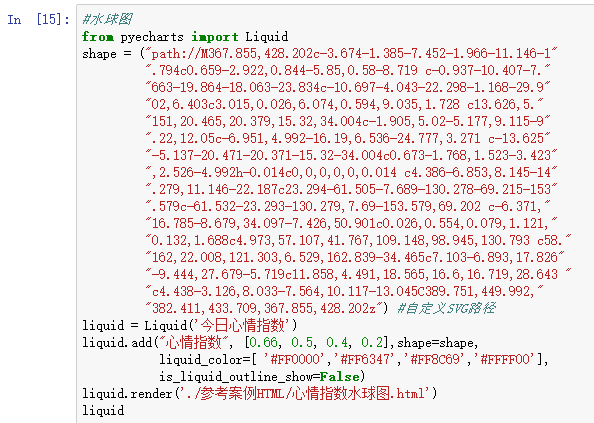 In [15]: #水球图
from pyecharts import Liquid
shape = ("path://M367.855,428.202c-3.674-1.385-7.452-1.966-11.146-1"
".794c0.659-2.922,0.844-5.85,0.58-8.719 c-0.937-10.407-7."
"663-19.864-18.063-23.834c-10.697-4.043-22.298-1.168-29.9"
"02,6.403c3.015,0.026,6.074,0.594,9.035,1.728 c13.626,5."
"151,20.465,20.379,15.32,34.004c-1.905,5.02-5.177,9.115-9"
".22,12.05c-6.951,4.992-16.19,6.536-24.777,3.271 c-13.625"
"-5.137-20.471-20.371-15.32-34.004c0.673-1.768,1.523-3.423"
",2.526-4.992h-0.014c0,0,0,0,0,0.014 c4.386-6.853,8.145-14"
".279,11.146-22.187c23.294-61.505-7.689-130.278-69.215-153"
".579c-61.532-23.293-130.279,7.69-153.579,69.202 c-6.371,"
"16.785-8.679,34.097-7.426,50.901c0.026,0.554,0.079,1.121,"
"0.132,1.688c4.973,57.107,41.767,109.148,98.945,130.793 c58."
"162,22.008,121.303,6.529,162.839-34.465c7.103-6.893,17.826"
"-9.444,27.679-5.719c11.858,4.491,18.565,16.6,16.719,28.643 "
"c4.438-3.126,8.033-7.564,10.117-13.045C389.751,449.992,"
"382.411,433.709,367.855,428.202z") #自定义SVG路径
liquid = Liquid('今日心情指数')
liquid.add("心情指数", [0.66, 0.5, 0.4, 0.2],shape=shape,
liquid_color=[ '#FF0000','#FF6347','#FF8C69','#FFFF00'],
is_liquid_outline_show=False)
liquid.render('./参考案例HTML/心情指数水球图.html')
liquid